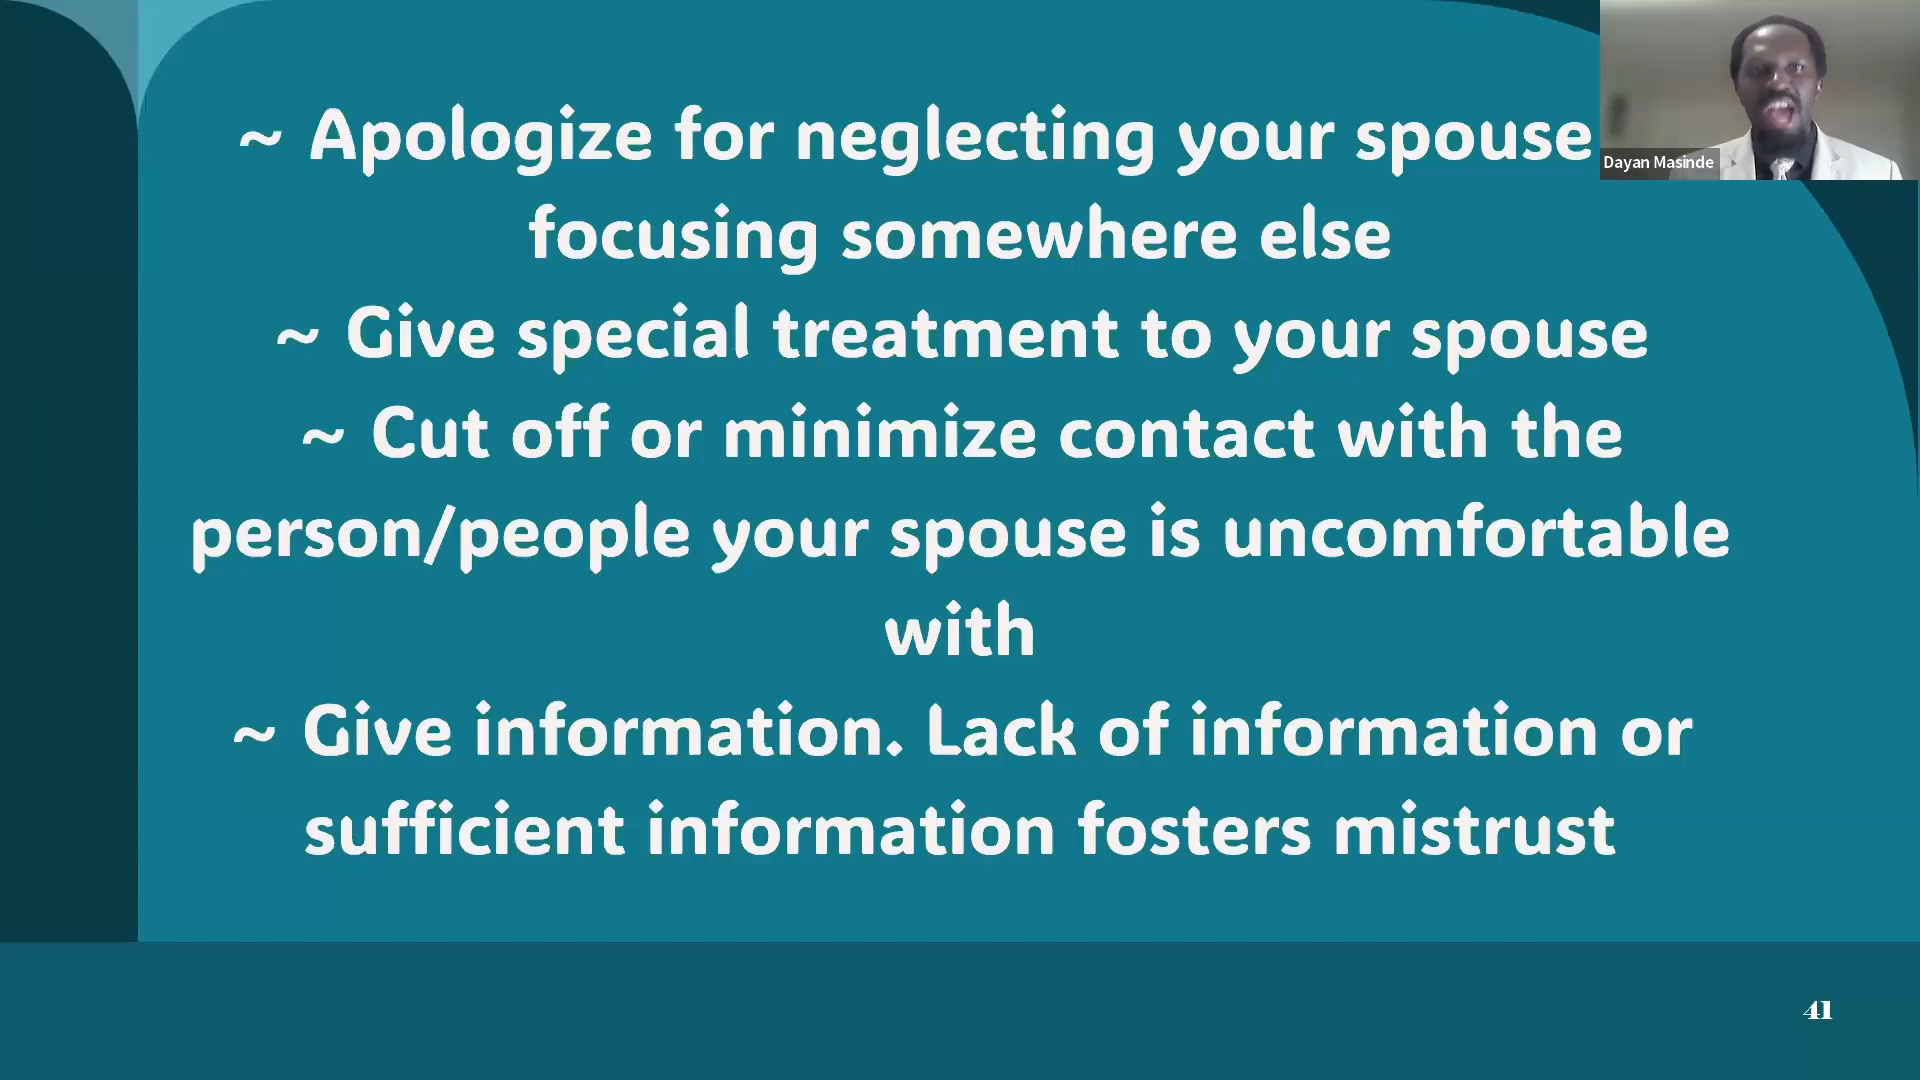 ~ Apologize for neglecting your spouse
focusing somewhere else
~ Give special treatment to your spouse
~ Cut off or minimize contact with the
person/people your spouse is uncomfortable
with
~ Give information. Lack of information or
sufficient information fosters mistrust
Dayan Masinde
41